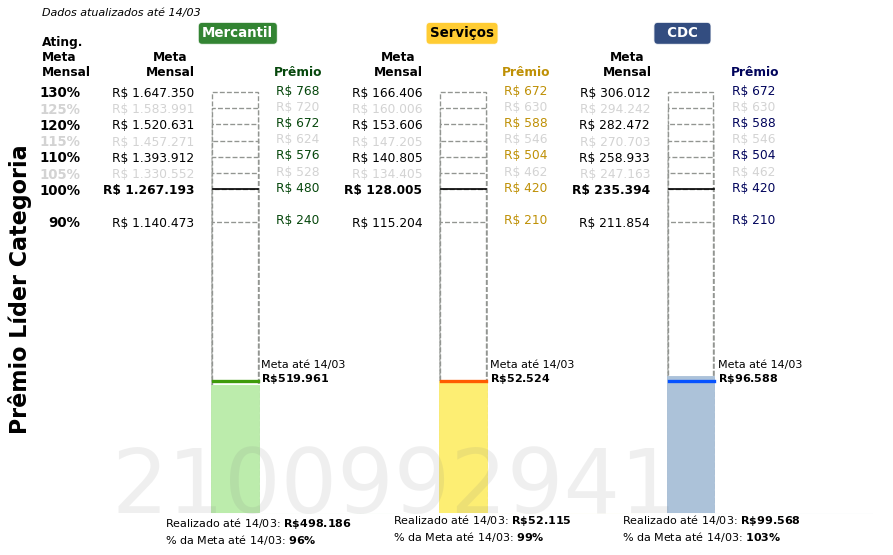 Dados atualizados até 14/03
Mercantil
Serviços
CDC
Ating.
Meta
Mensal
Meta
Mensal
Prêmio
Meta
Mensal
Prêmio
Meta
Mensal
Prêmio
130% R$ 1.647.350 R$ 768 R$ 166.406 R$ 672 R$ 306.012 R$ 672
125% R$ 1.583.991 R$ 720 R$ 160.006 R$ 630 R$ 294.242 R$ 630
120% R$ 1.520.631 R$ 672 R$ 153.606 R$ 588 R$ 282.472 R$ 588
115% R$ 1.457.271 R$ 624 R$ 147.205 R$ 546 R$ 270.703 R$ 546
110% R$ 1.393.912 R$ 576 R$ 140.805 R$ 504 R$ 258.933 R$ 504
105% R$ 1.330.552 R$ 528 R$ 134.405 R$ 462 R$ 247.163 R$ 462
100% R$ 1.267.193 R$ 480 R$ 128.005 R$ 420 R$ 235.394 R$ 420
90% R$ 1.140.473 R$ 240 R$ 115.204 R$ 210 R$ 211.854 R$ 210
Prêmio Líder Categoria
Meta até 14/03
R$519.961
Meta até 14/03
R$52.524
Meta até 14/03
R$96.588
2100992941
Realizado até 14/03: R$498.186
% da Meta até 14/03: 96%
Realizado até 14/03: R$52.115
% da Meta até 14/03: 99%
Realizado até 14/03: R$99.568
% da Meta até 14/03: 103%